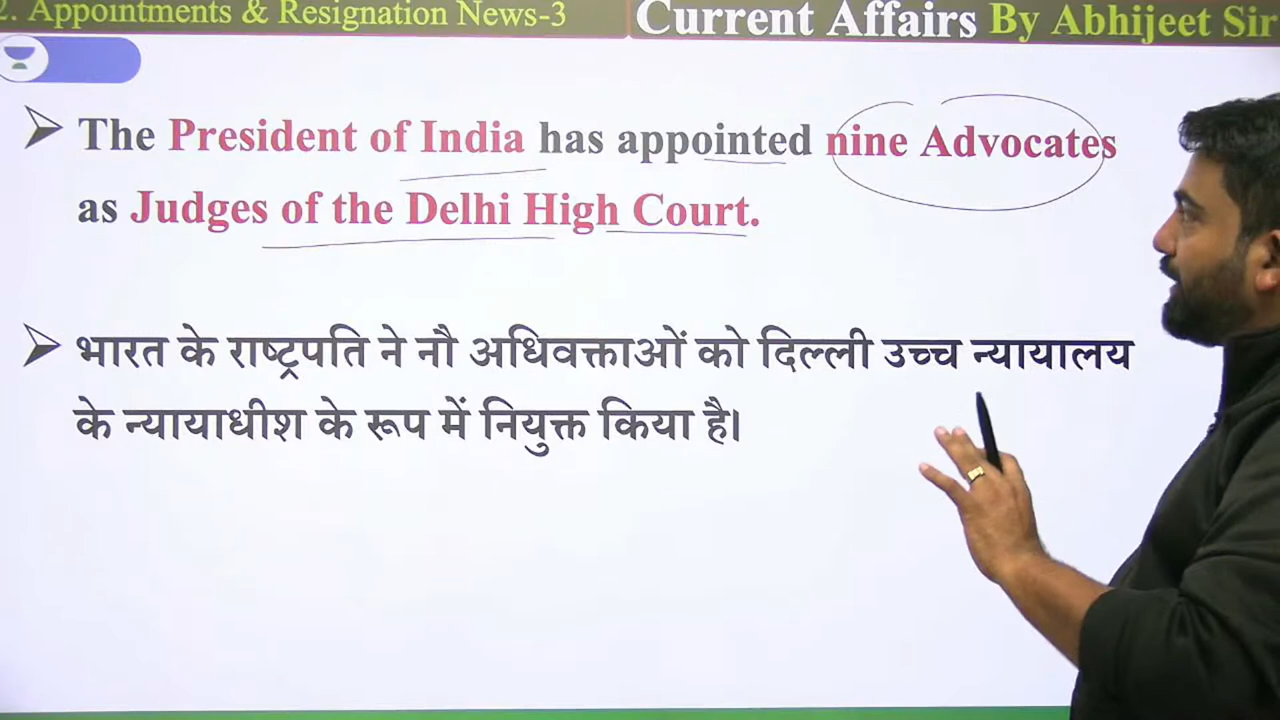 2. Appointments & Resignation News-3
Current Affairs By Abhijeet Sir
The President of India has appointed nine Advocates
as Judges of the Delhi High Court.
भारत के राष्ट्रपति ने नौ अधिवक्ताओं को दिल्ली उच्च न्यायालय
के न्यायाधीश के रूप में नियुक्त किया है।